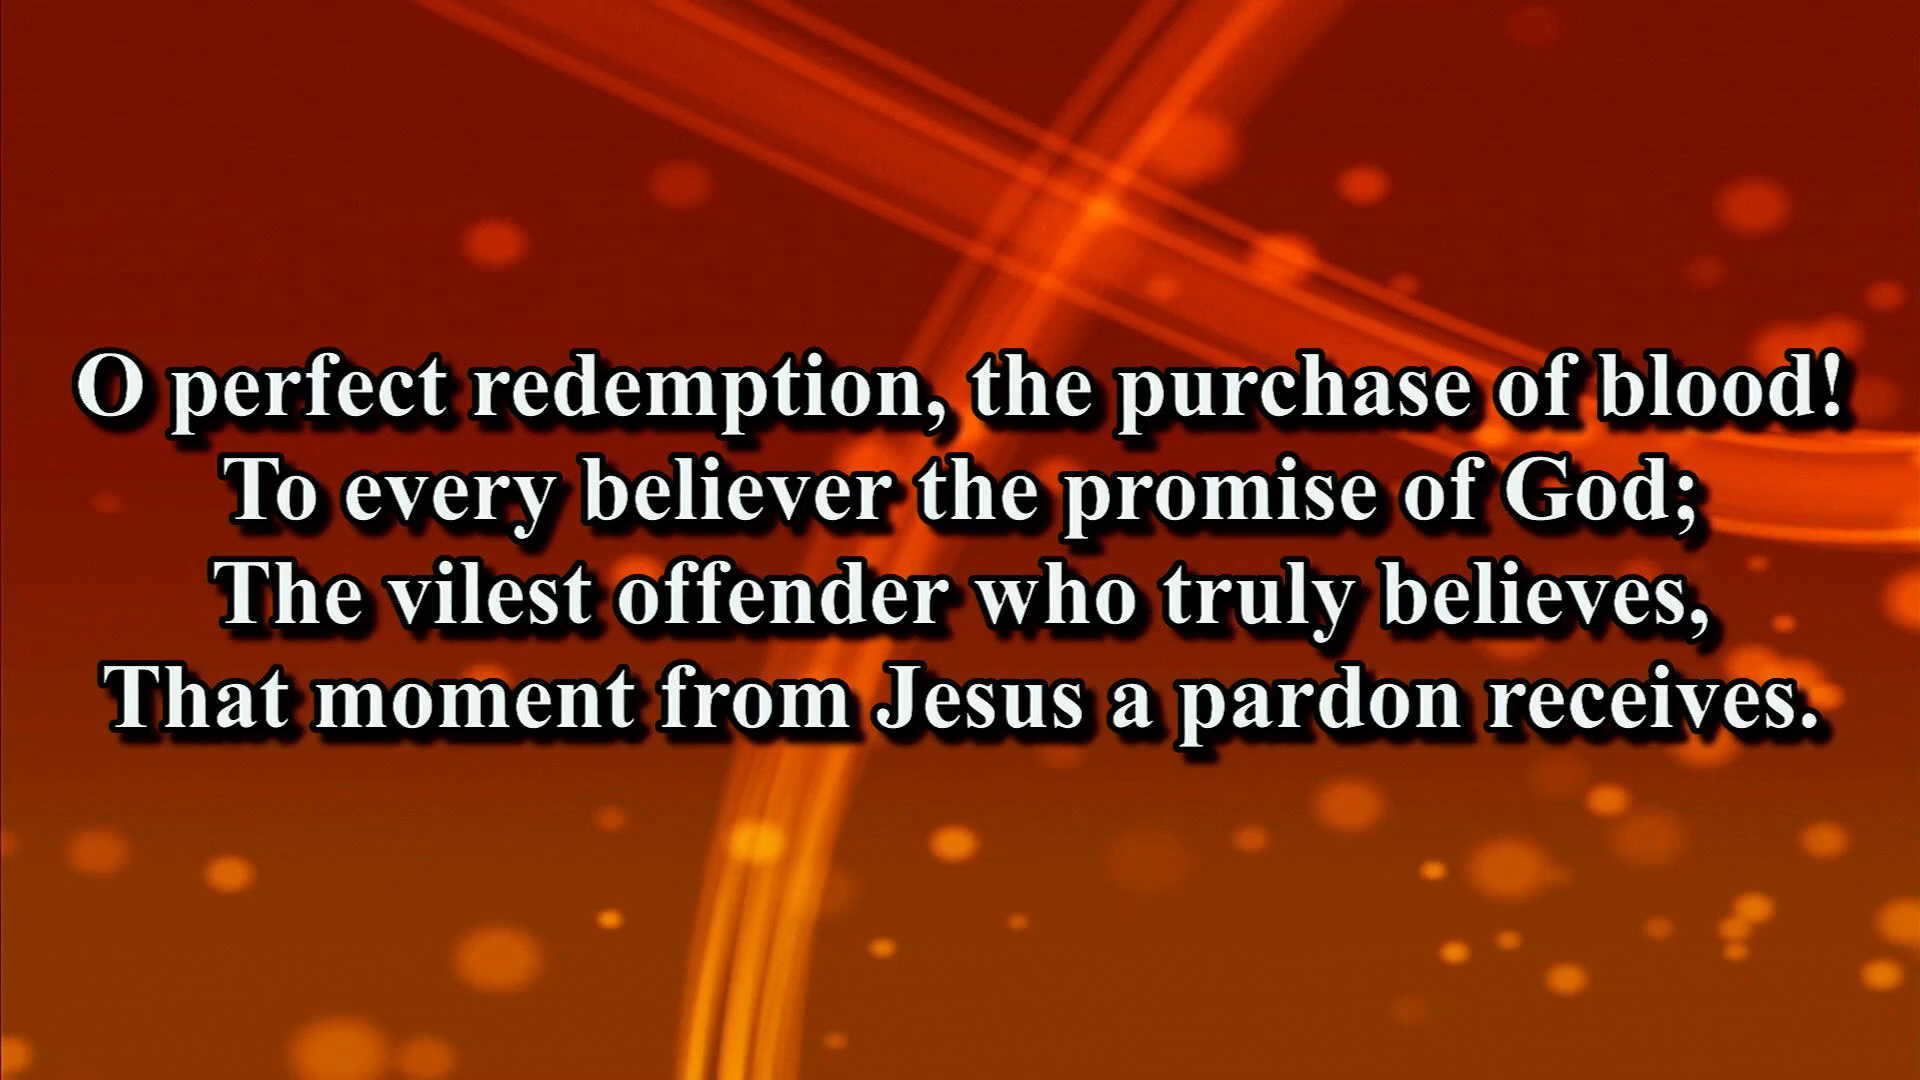 O perfect redemption, the purchase of blood!
To every believer the promise of God;
The vilest offender who truly believes,
That moment from Jesus a pardon receives.